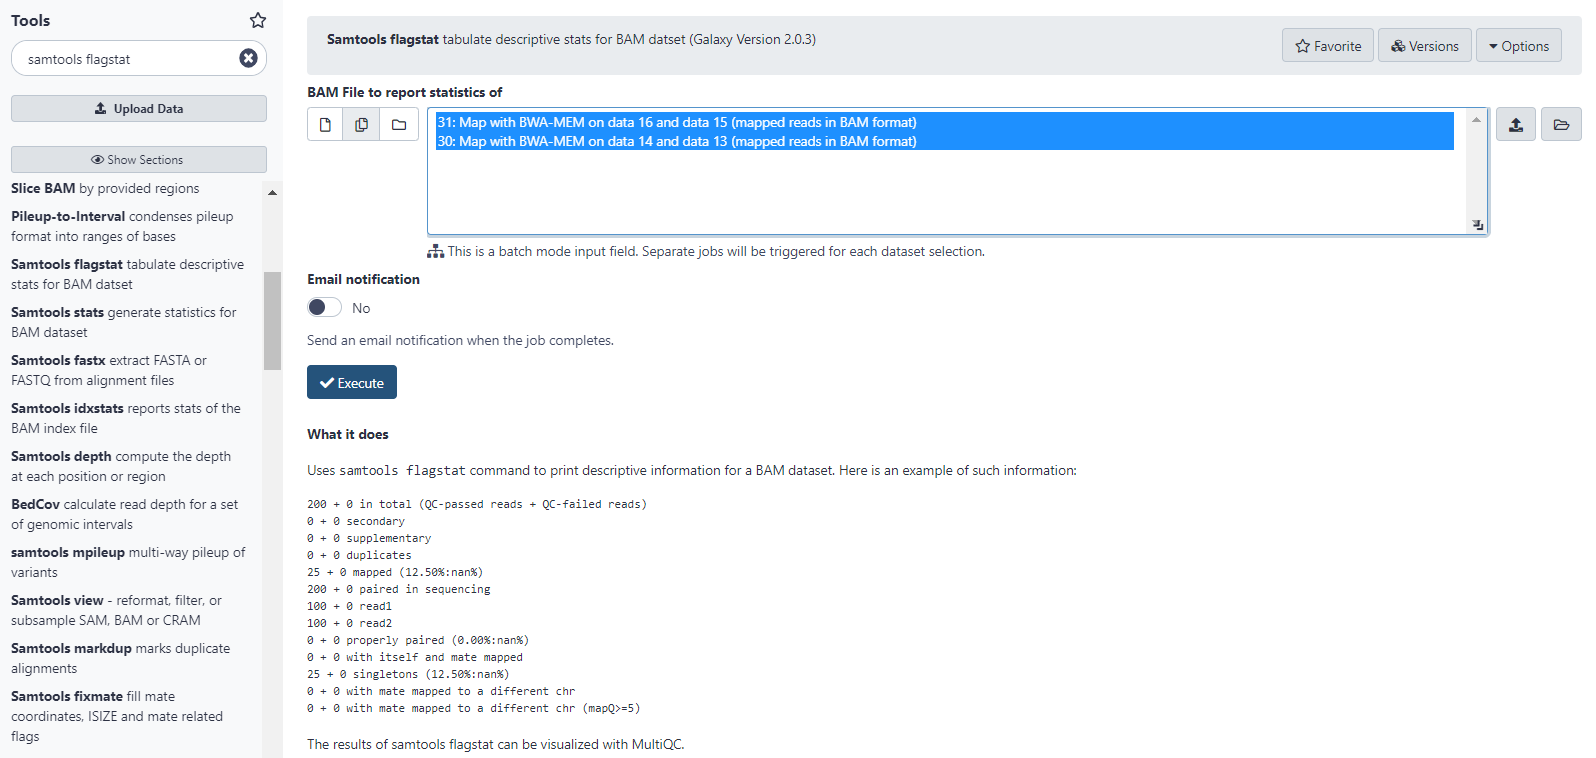 Tools
samtools flagstat
Upload Data
Show Sections
Slice BAM by provided regions
Pileup-to-Interval condenses pileup
format into ranges of bases
Samtools flagstat tabulate descriptive
stats for BAM datset
Samtools stats generate statistics for
BAM dataset
Samtools fastx extract FASTA or
FASTQ from alignment files
Samtools idxstats reports stats of the
BAM index file
Samtools depth compute the depth
at each position or region
BedCov calculate read depth for a set
of genomic intervals
samtools mpileup multi-way pileup of
variants
Samtools view - reformat, filter, or
subsample SAM, BAM or CRAM
Samtools markdup marks duplicate
alignments
Samtools fixmate fill mate
coordinates, ISIZE and mate related
flags
Samtools flagstat tabulate descriptive stats for BAM datset (Galaxy Version 2.0.3)
Favorite
Versions
Options
BAM File to report statistics of
31: Map with BWA-MEM on data 16 and data 15 (mapped reads in BAM format)
30: Map with BWA-MEM on data 14 and data 13 (mapped reads in BAM format)
This is a batch mode input field. Separate jobs will be triggered for each dataset selection.
Email notification
No
Send an email notification when the job completes.
Execute
What it does
Uses samtools flagstat command to print descriptive information for a BAM dataset. Here is an example of such information:
200 + 0 in total (QC-passed reads + QC-failed reads)
0 + 0 secondary
0 + 0 supplementary
0 + 0 duplicates
25 + 0 mapped (12.50%:nan%)
200 + 0 paired in sequencing
100 + 0 read1
100 + 0 read2
0 + 0 properly paired (0.00%:nan%)
0 + 0 with itself and mate mapped
25 + 0 singletons (12.50%:nan%)
0 + 0 with mate mapped to a different chr
0 + 0 with mate mapped to a different chr (mapQ>=5)
The results of samtools flagstat can be visualized with MultiQC.